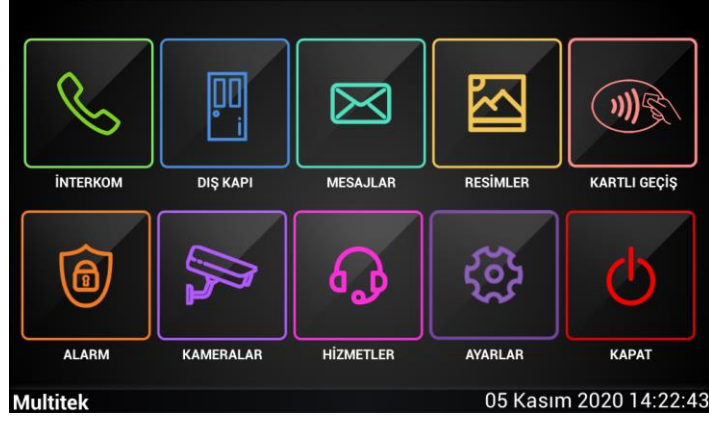 İNTERKOM DIŞ KAPI MESAJLAR RESİMLER KARTLI GEÇİŞ
ALARM KAMERALAR HİZMETLER AYARLAR KAPAT
Multitek 05 Kasım 2020 14:22:43